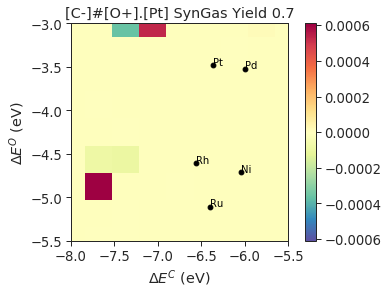 [C-]#[O+].[Pt] SynGas Yield 0.7
−3.0
−3.5
−4.0
−4.5
−5.0
−5.5
ΔE^O (eV)
Pt
Pd
Rh
Ni
Ru
−8.0 −7.5 −7.0 −6.5 −6.0 −5.5
ΔE^C (eV)
0.0006
0.0004
0.0002
0.0000
−0.0002
−0.0004
−0.0006